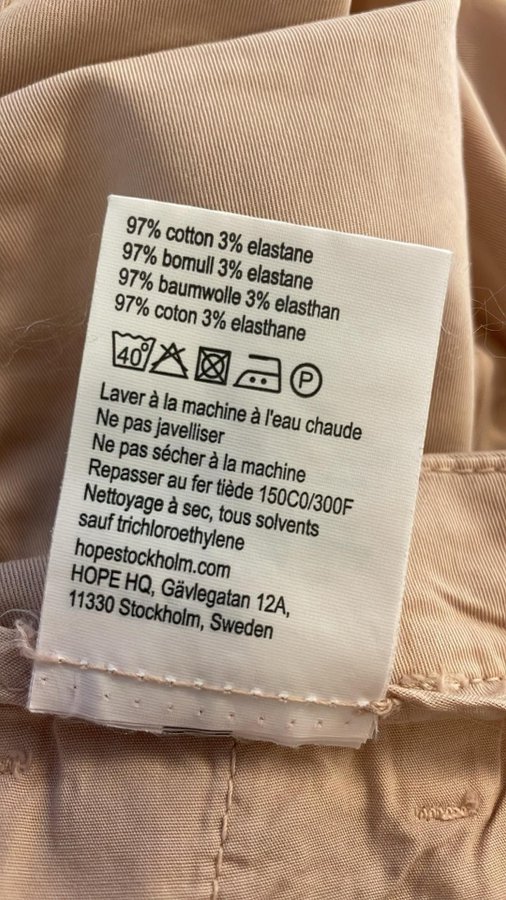 97% cotton 3% elastane
97% bomull 3% elastane
97% baumwolle 3% elasthan
97% coton 3% elasthane
40° P
Laver à la machine à l'eau chaude
Ne pas javelliser
Ne pas sécher à la machine
Repasser au fer tiède 150C0/300F
Nettoyage à sec, tous solvents
sauf trichloroethylene
hopestockholm.com
HOPE HQ, Gävlegatan 12A,
11330 Stockholm, Sweden